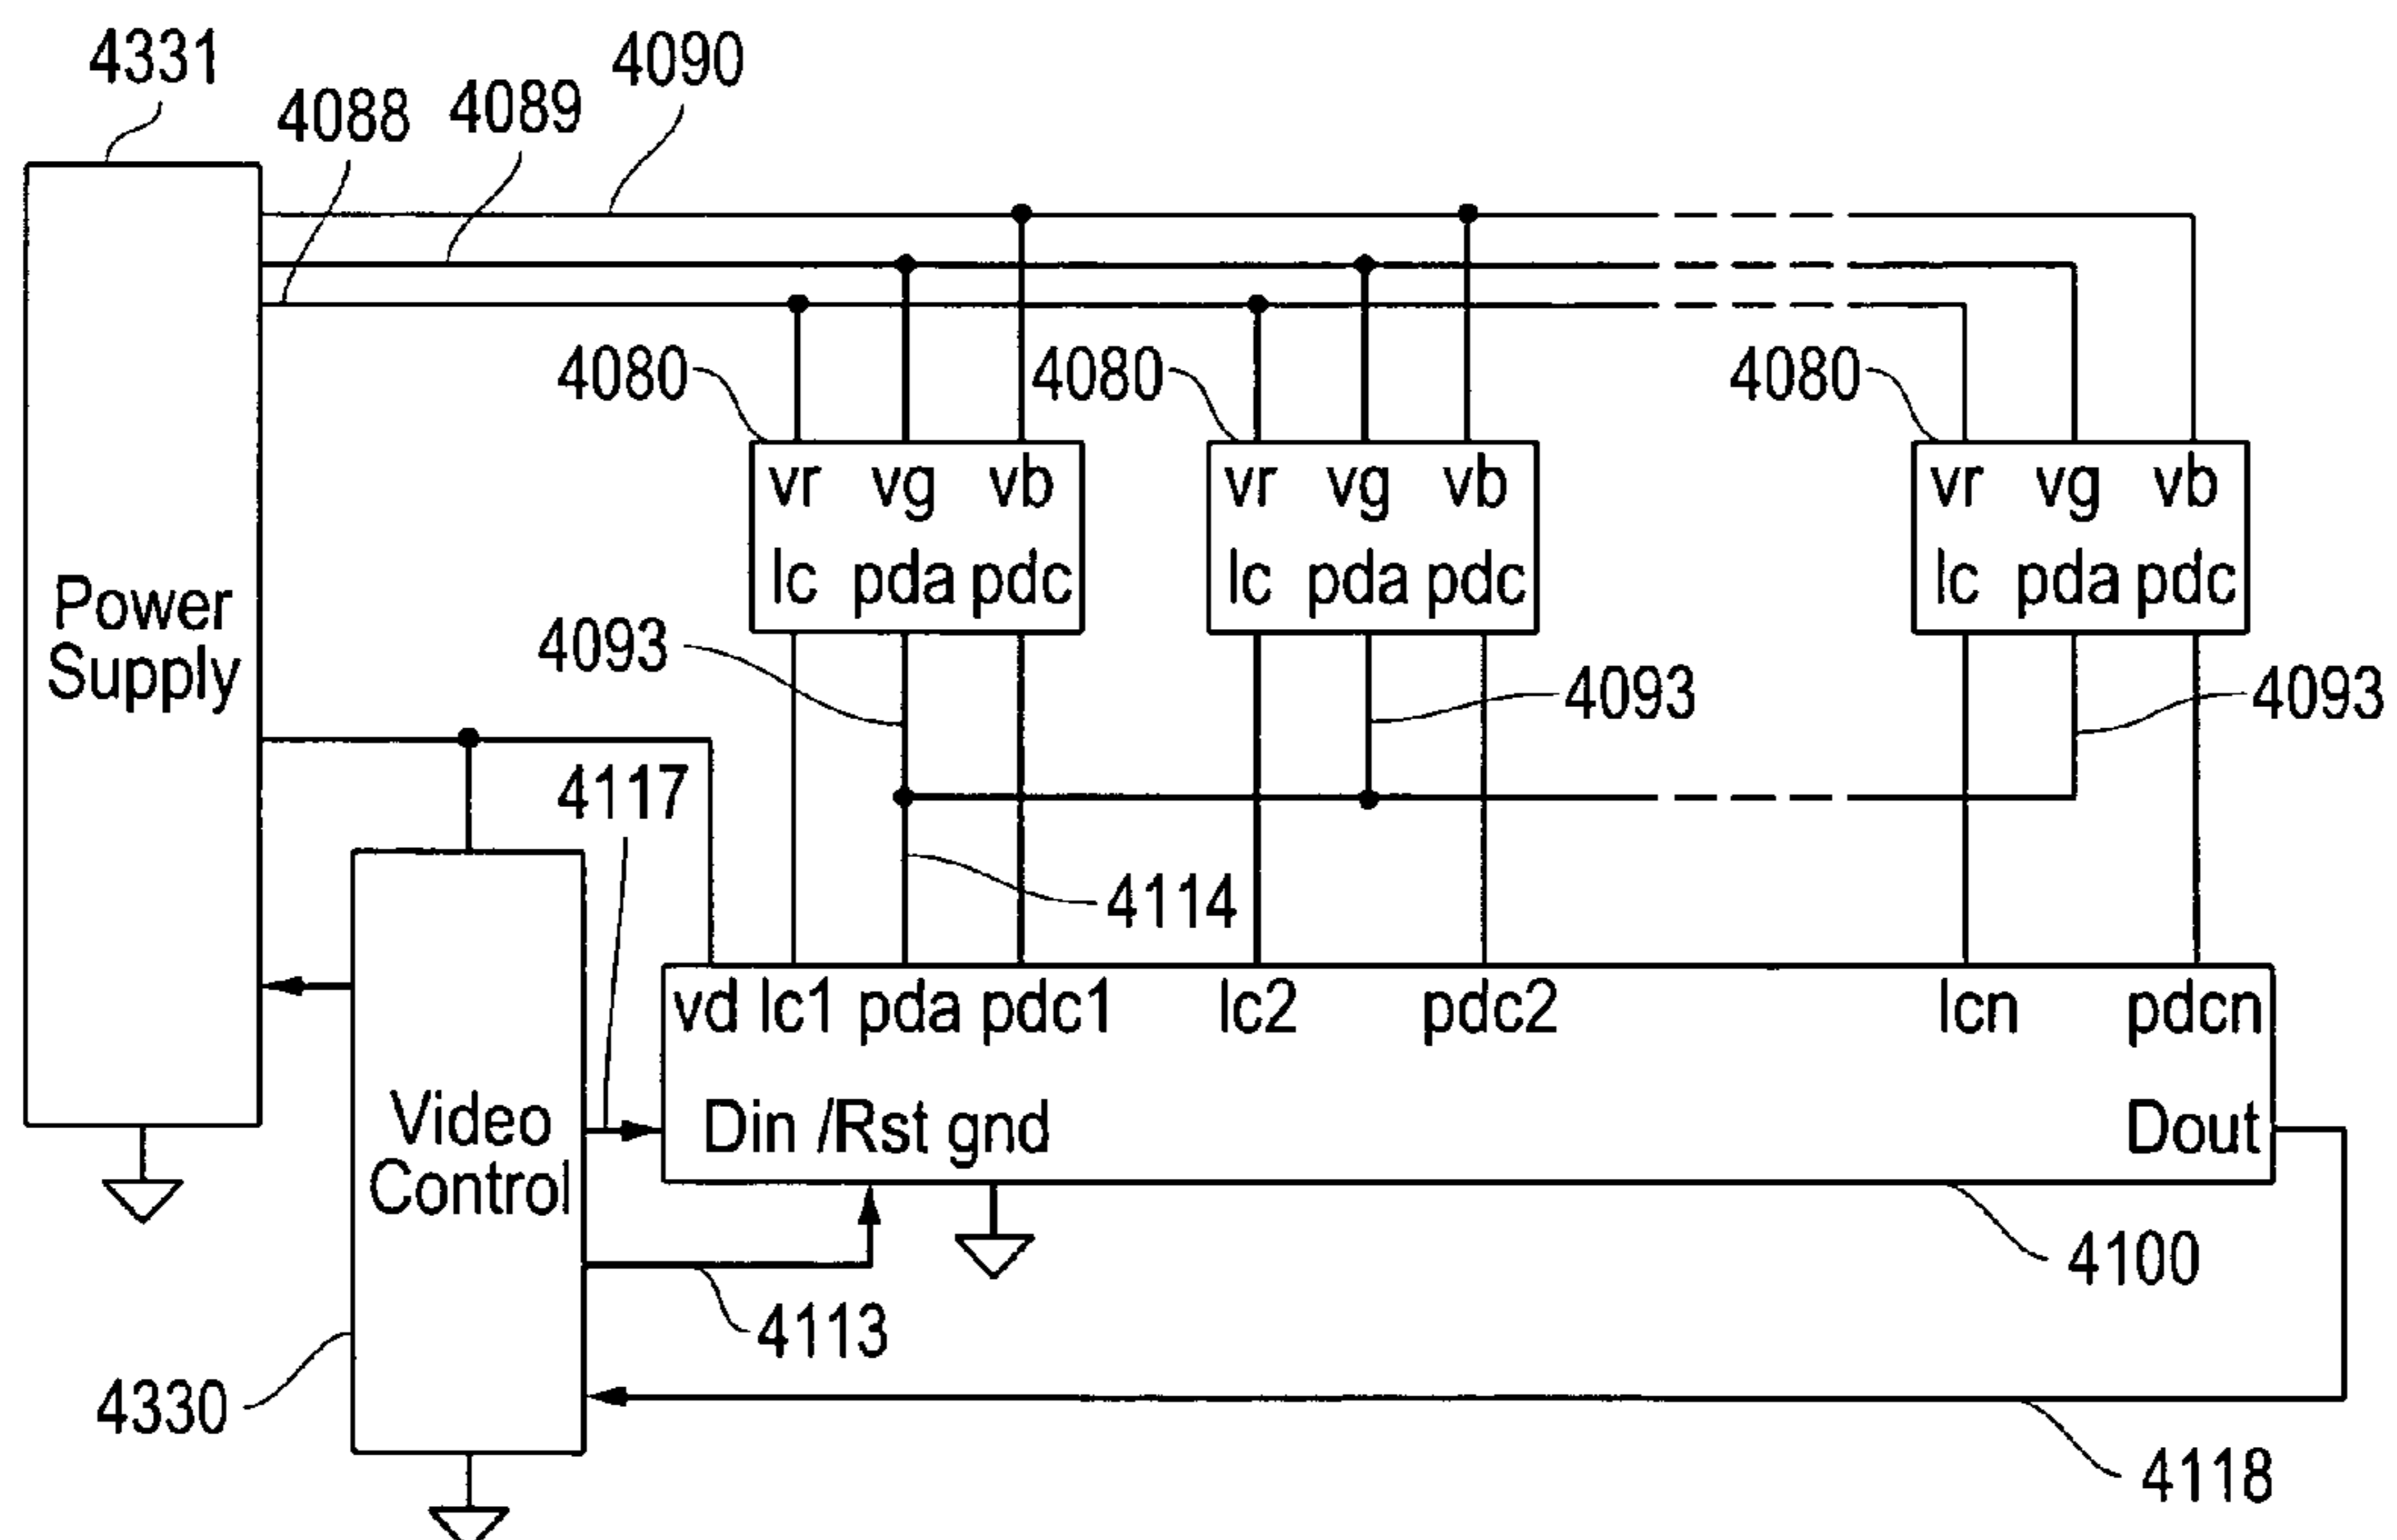 4331
4090
4088
4089
4080
4080
4080
vr vg vb
lc pda pdc
vr vg vb
lc pda pdc
vr vg vb
lc pda pdc
Power
Supply
4093
4093
4093
4117
4114
vd lc1 pda pdc1 lc2 pdc2 lcn pdcn
Din /Rst gnd Dout
Video
Control
4100
4113
4330
4118